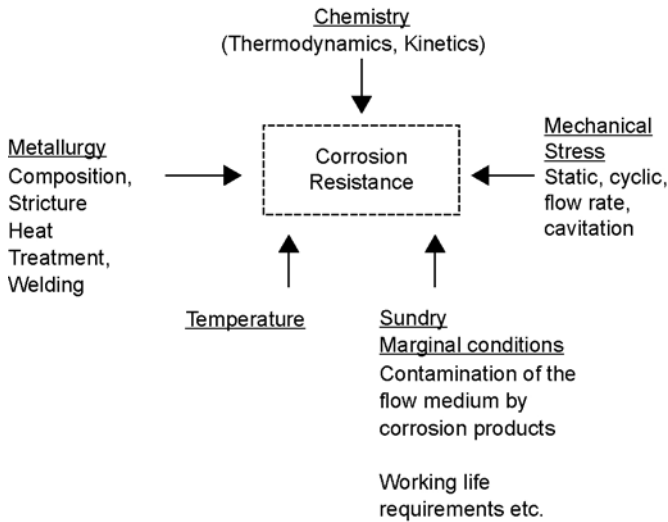 Chemistry
(Thermodynamics, Kinetics)
Metallurgy
Composition,
Stricture
Heat
Treatment,
Welding
Corrosion
Resistance
Mechanical
Stress
Static, cyclic,
flow rate,
cavitation
Temperature
Sundry
Marginal conditions
Contamination of the
flow medium by
corrosion products
Working life
requirements etc.